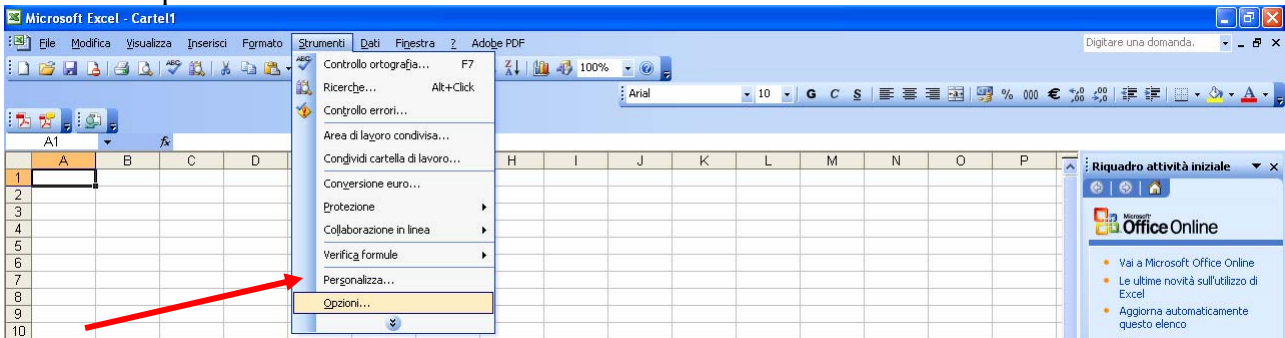 Microsoft Excel - Cartel1
File Modifica Visualizza Inserisci Formato Strumenti Dati Finestra ? Adobe PDF Digitare una domanda.
100%
Arial 10 G C S % 000 €
A1 fx
Controllo ortografia... F7
Ricerche... Alt+Click
Controllo errori...
Area di lavoro condivisa...
Condividi cartella di lavoro...
Conversione euro...
Protezione
Collaborazione in linea
Verifica formule
Personalizza...
Opzioni...
A B C D H I J K L M N O P
1
2
3
4
5
6
7
8
9
10
Riquadro attività iniziale
Microsoft
Office Online
Vai a Microsoft Office Online
Le ultime novità sull'utilizzo di
Excel
Aggiorna automaticamente
questo elenco